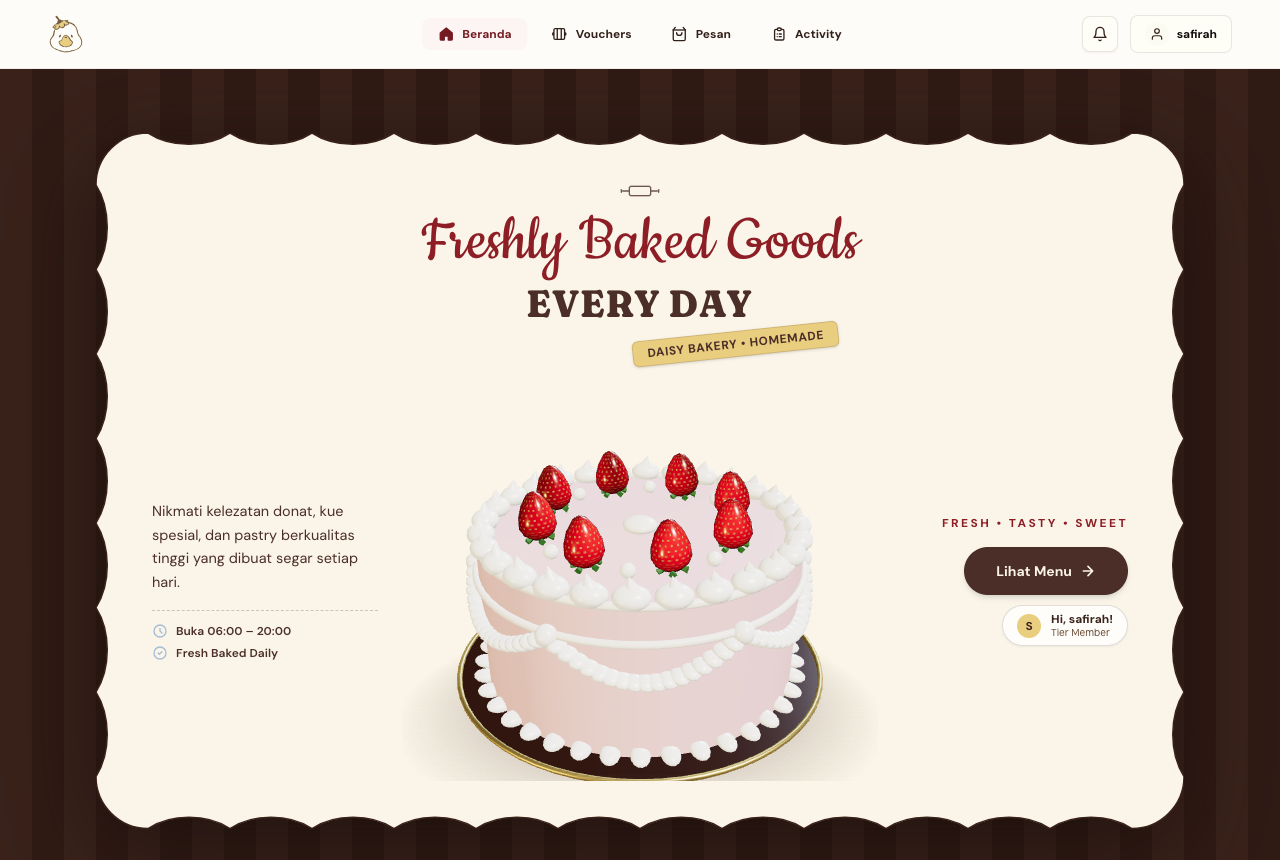 Beranda
Vouchers
Pesan
Activity
safirah
Freshly Baked Goods
EVERY DAY
DAISY BAKERY • HOMEMADE
Nikmati kelezatan donat, kue
spesial, dan pastry berkualitas
tinggi yang dibuat segar setiap
hari.
Buka 06:00 – 20:00
Fresh Baked Daily
FRESH • TASTY • SWEET
Lihat Menu
S
Hi, safirah!
Tier Member